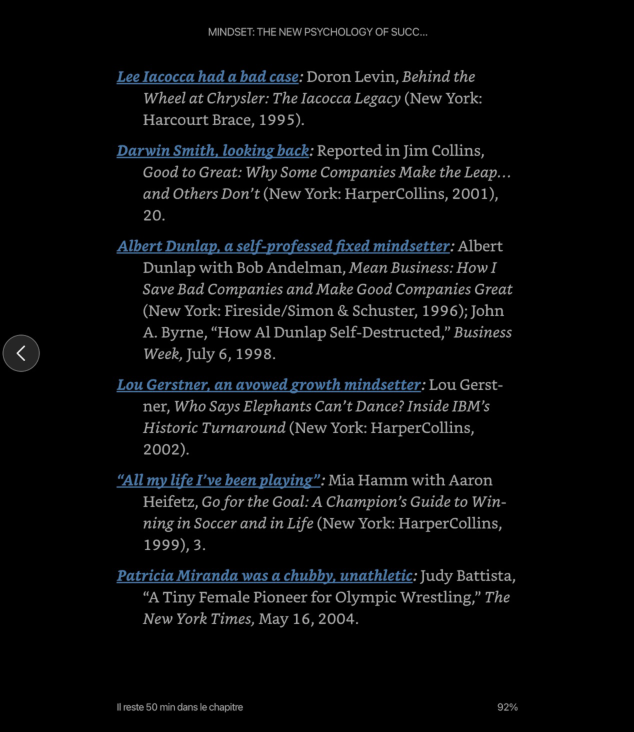 MINDSET: THE NEW PSYCHOLOGY OF SUCC...
Lee Iacocca had a bad case: Doron Levin, Behind the
Wheel at Chrysler: The Iacocca Legacy (New York:
Harcourt Brace, 1995).
Darwin Smith, looking back: Reported in Jim Collins,
Good to Great: Why Some Companies Make the Leap...
and Others Don’t (New York: HarperCollins, 2001),
20.
Albert Dunlap, a self-professed fixed mindsetter: Albert
Dunlap with Bob Andelman, Mean Business: How I
Save Bad Companies and Make Good Companies Great
(New York: Fireside/Simon & Schuster, 1996); John
A. Byrne, “How Al Dunlap Self-Destructed,” Business
Week, July 6, 1998.
Lou Gerstner, an avowed growth mindsetter: Lou Gerst-
ner, Who Says Elephants Can’t Dance? Inside IBM’s
Historic Turnaround (New York: HarperCollins,
2002).
“All my life I’ve been playing”: Mia Hamm with Aaron
Heifetz, Go for the Goal: A Champion’s Guide to Win-
ning in Soccer and in Life (New York: HarperCollins,
1999), 3.
Patricia Miranda was a chubby, unathletic: Judy Battista,
“A Tiny Female Pioneer for Olympic Wrestling,” The
New York Times, May 16, 2004.
Il reste 50 min dans le chapitre
92%